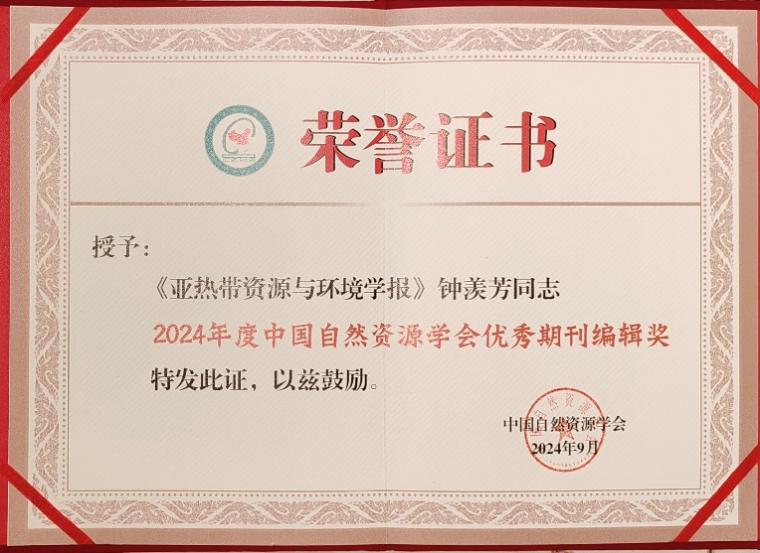 荣誉证书
授予：
《亚热带资源与环境学报》钟羡芳同志
2024年度中国自然资源学会优秀期刊编辑奖
特发此证，以兹鼓励。
中国自然资源学会
2024年9月